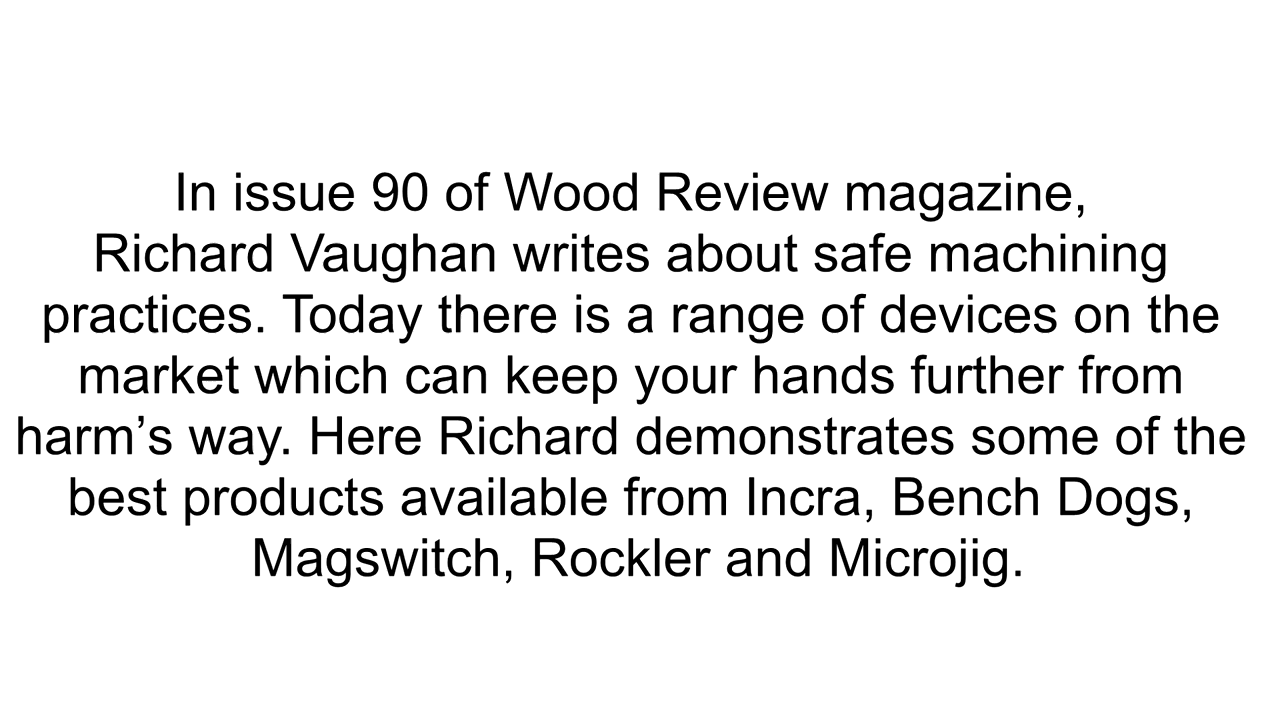 In issue 90 of Wood Review magazine,
Richard Vaughan writes about safe machining
practices. Today there is a range of devices on the
market which can keep your hands further from
harm’s way. Here Richard demonstrates some of the
best products available from Incra, Bench Dogs,
Magswitch, Rockler and Microjig.